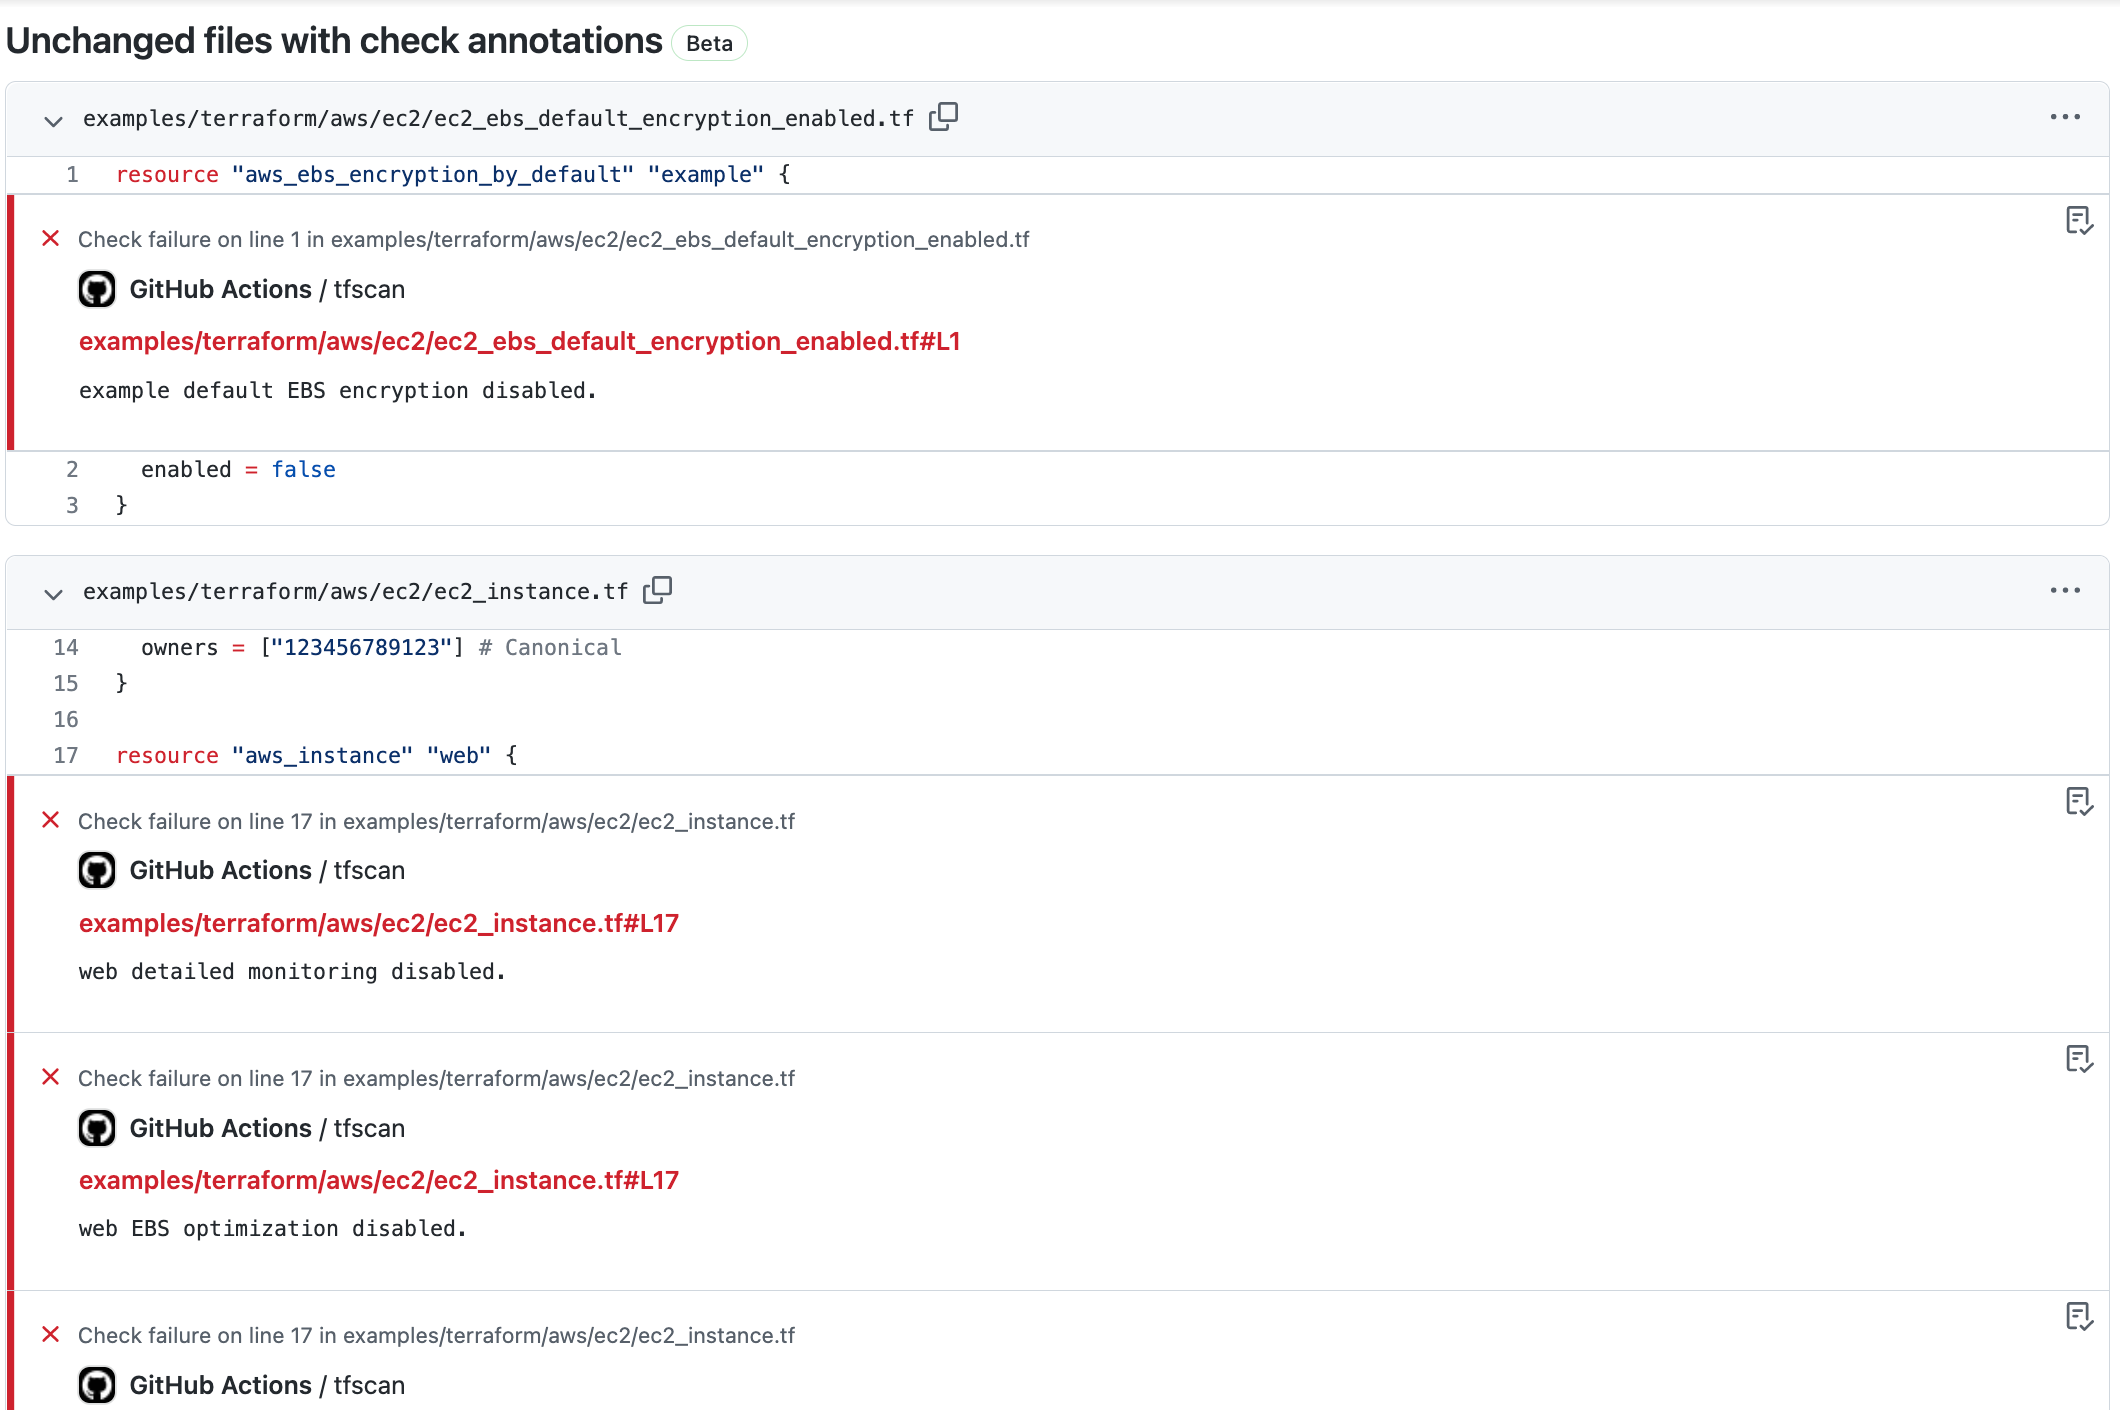 Unchanged files with check annotations Beta
examples/terraform/aws/ec2/ec2_ebs_default_encryption_enabled.tf
1 resource "aws_ebs_encryption_by_default" "example" {
Check failure on line 1 in examples/terraform/aws/ec2/ec2_ebs_default_encryption_enabled.tf
GitHub Actions / tfscan
examples/terraform/aws/ec2/ec2_ebs_default_encryption_enabled.tf#L1
example default EBS encryption disabled.
2 enabled = false
3 }
examples/terraform/aws/ec2/ec2_instance.tf
14 owners = ["123456789123"] # Canonical
15 }
16
17 resource "aws_instance" "web" {
Check failure on line 17 in examples/terraform/aws/ec2/ec2_instance.tf
GitHub Actions / tfscan
examples/terraform/aws/ec2/ec2_instance.tf#L17
web detailed monitoring disabled.
Check failure on line 17 in examples/terraform/aws/ec2/ec2_instance.tf
GitHub Actions / tfscan
examples/terraform/aws/ec2/ec2_instance.tf#L17
web EBS optimization disabled.
Check failure on line 17 in examples/terraform/aws/ec2/ec2_instance.tf
GitHub Actions / tfscan